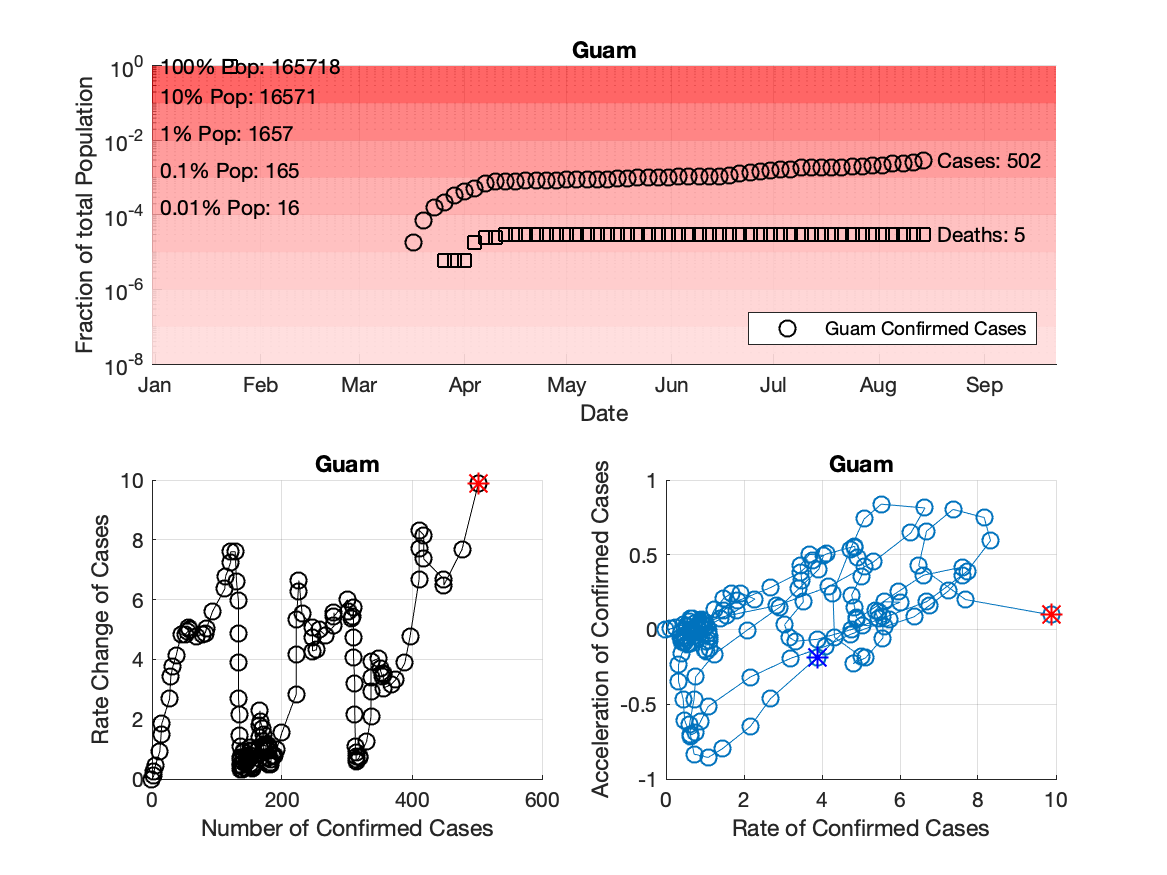 Guam
Fraction of total Population
10^0
10^-2
10^-4
10^-6
10^-8
100% Pop: 165718
10% Pop: 16571
1% Pop: 1657
0.1% Pop: 165
0.01% Pop: 16
Cases: 502
Deaths: 5
Guam Confirmed Cases
Jan Feb Mar Apr May Jun Jul Aug Sep
Date
Guam
Rate Change of Cases
10
8
6
4
2
0
0 200 400 600
Number of Confirmed Cases
Guam
Acceleration of Confirmed Cases
1
0.5
0
-0.5
-1
0 2 4 6 8 10
Rate of Confirmed Cases